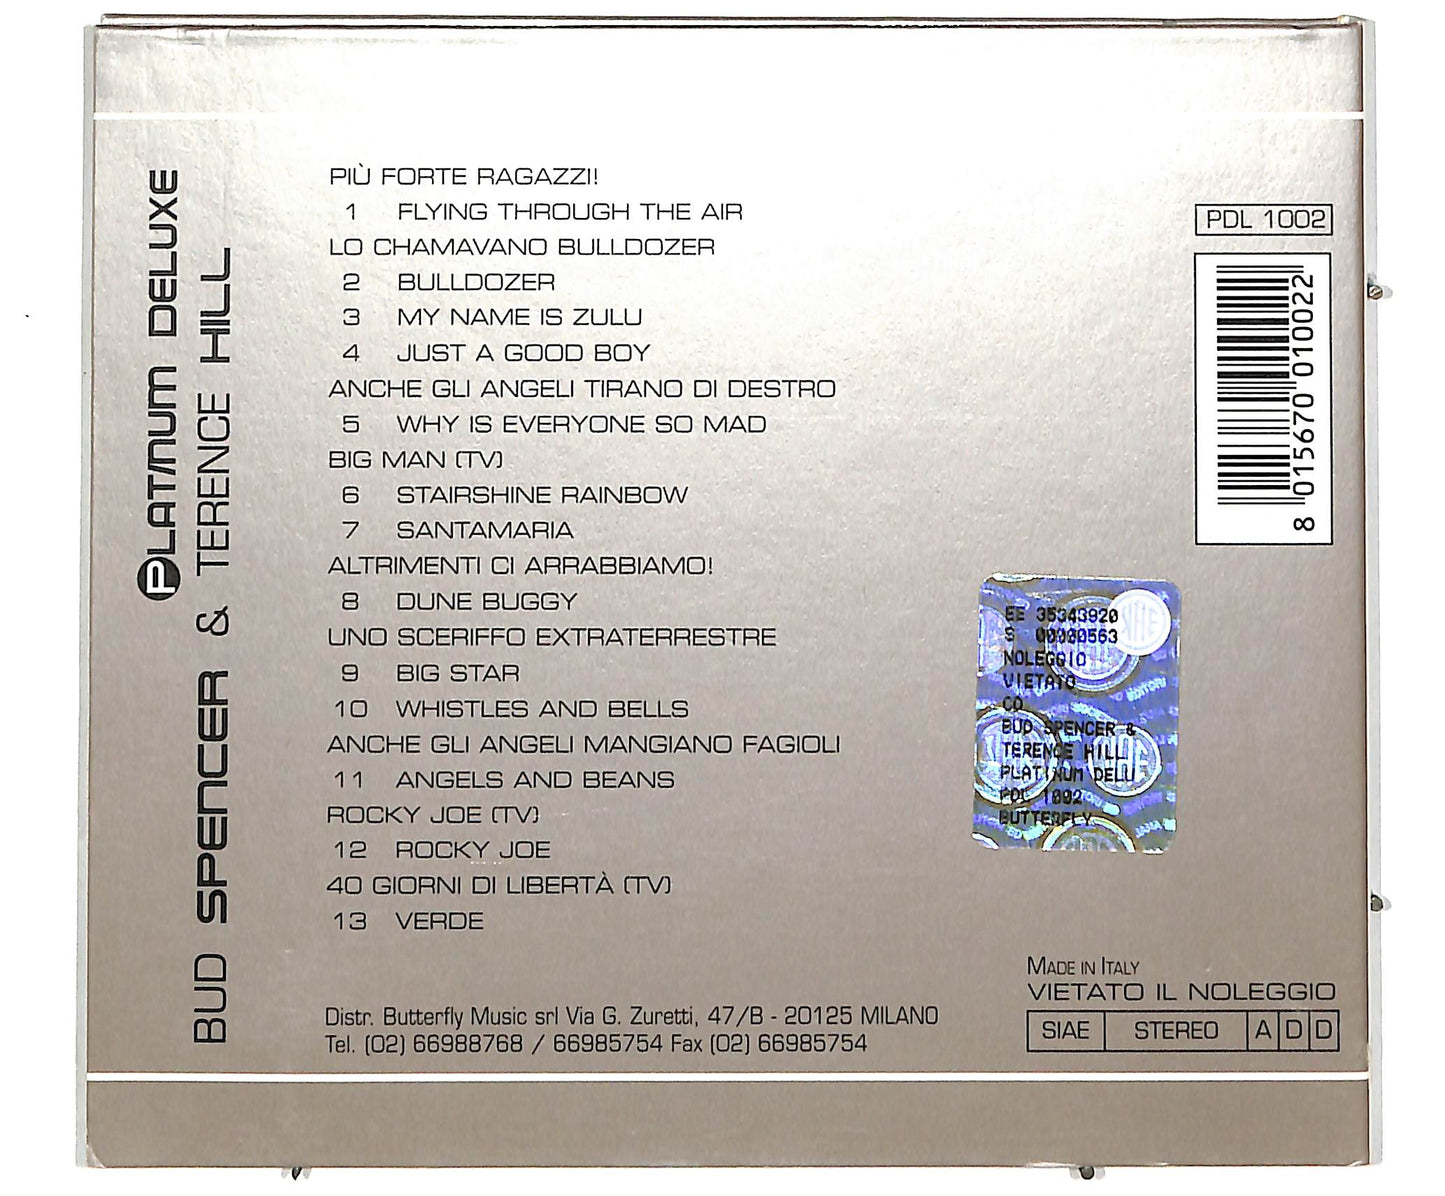 PLATINUM DELUXE
BUD SPENCER & TERENCE HILL
PIÙ FORTE RAGAZZI!
1 FLYING THROUGH THE AIR
LO CHAMAVANO BULLDOZER
2 BULLDOZER
3 MY NAME IS ZULU
4 JUST A GOOD BOY
ANCHE GLI ANGELI TIRANO DI DESTRO
5 WHY IS EVERYONE SO MAD
BIG MAN (TV)
6 STAIRSHINE RAINBOW
7 SANTAMARIA
ALTRIMENTI CI ARRABBIAMO!
8 DUNE BUGGY
UNO SCERIFFO EXTRATERRESTRE
9 BIG STAR
10 WHISTLES AND BELLS
ANCHE GLI ANGELI MANGIANO FAGIOLI
11 ANGELS AND BEANS
ROCKY JOE (TV)
12 ROCKY JOE
40 GIORNI DI LIBERTÀ (TV)
13 VERDE
Distr. Butterfly Music srl Via G. Zuretti, 47/B - 20125 MILANO
Tel. (02) 66988768 / 66985754 Fax (02) 66985754
PDL 1002
8 015670 010022
EE 35343920
S 00000563
NOLEGGIO
VIETATO
CD
BUD SPENCER &
TERENCE HILL
PLATINUM DELU
PDL 1002
BUTTERFLY
MADE IN ITALY
VIETATO IL NOLEGGIO
SIAE STEREO A D D